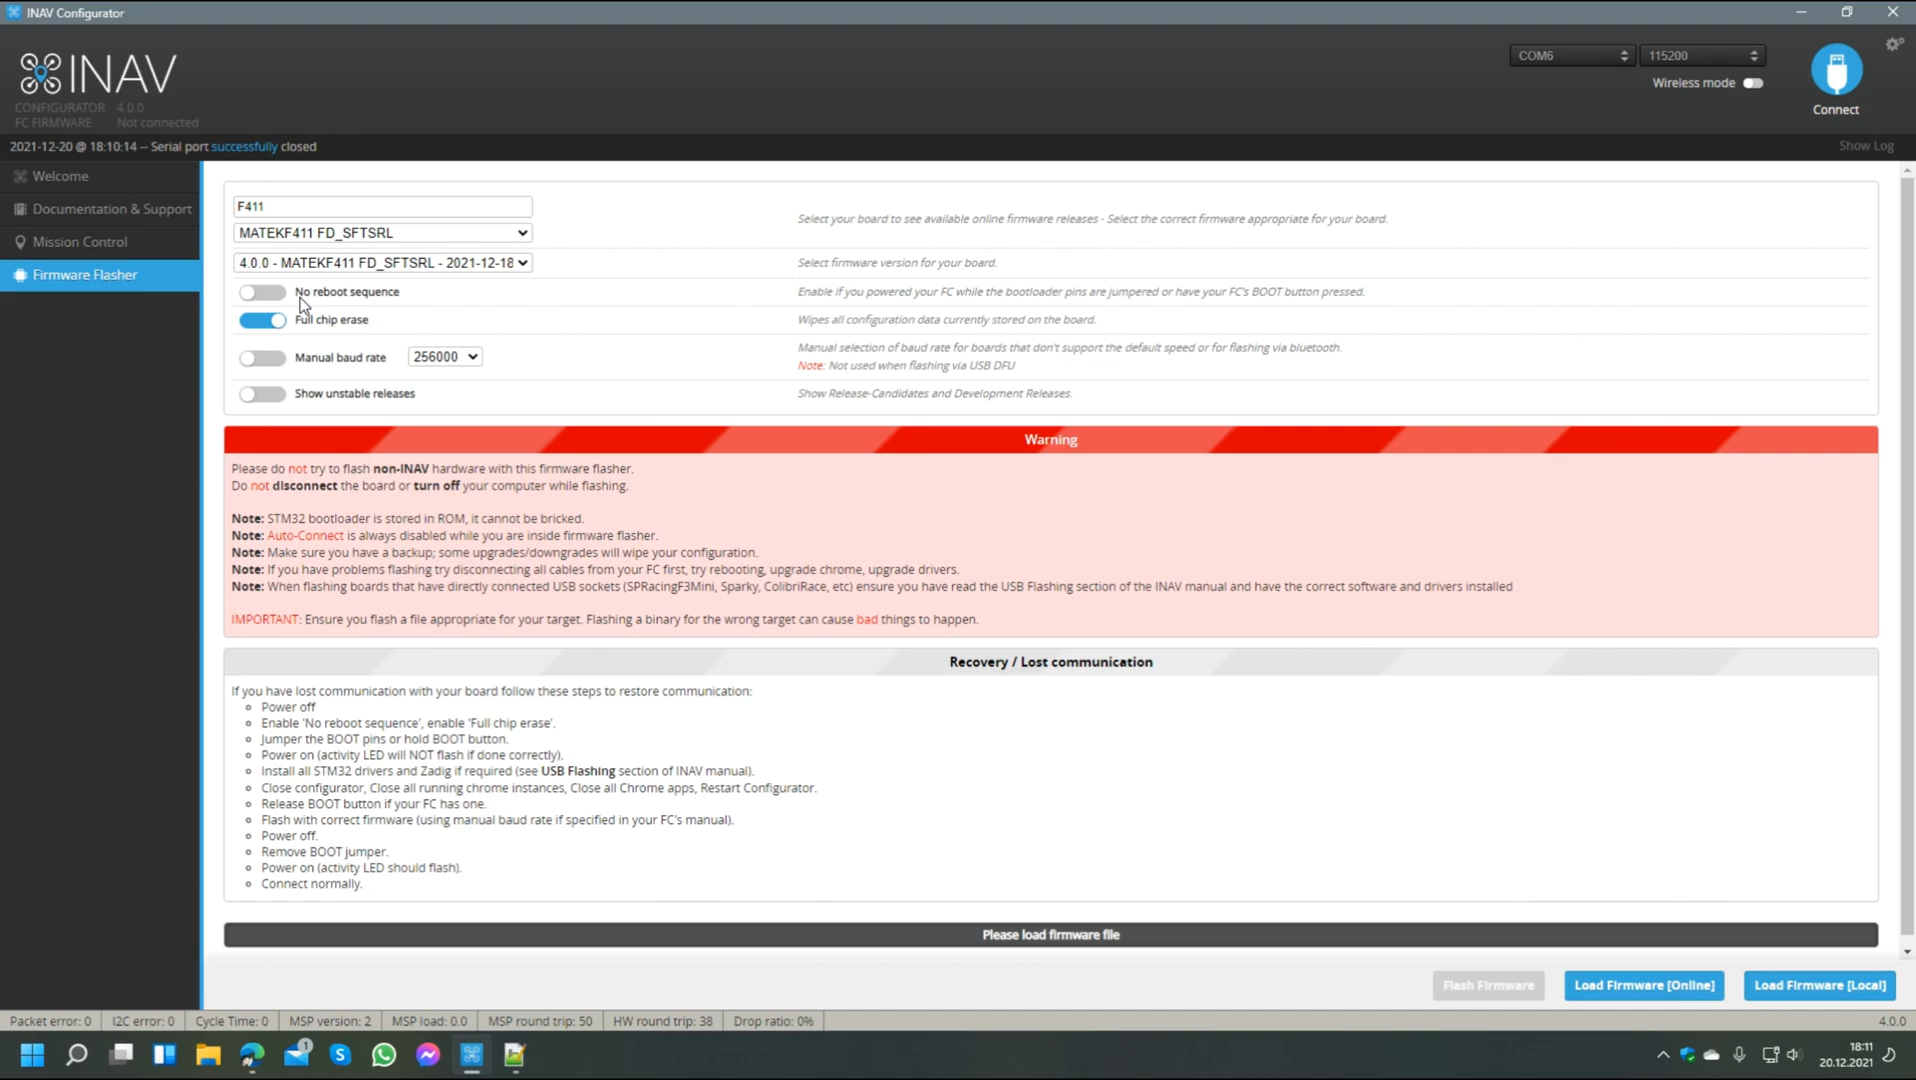 INAV Configurator
INAV
CONFIGURATOR 4.0.0
FC FIRMWARE Not connected
COM6
115200
Wireless mode
Connect
2021-12-20 @ 18:10:14 -- Serial port successfully closed
Show Log
Welcome
Documentation & Support
Mission Control
Firmware Flasher
F411
MATEKF411 FD_SFTSRL
Select your board to see available online firmware releases - Select the correct firmware appropriate for your board.
4.0.0 - MATEKF411 FD_SFTSRL - 2021-12-18
Select firmware version for your board.
No reboot sequence
Enable if you powered your FC while the bootloader pins are jumpered or have your FC's BOOT button pressed.
Full chip erase
Wipes all configuration data currently stored on the board.
Manual baud rate
256000
Manual selection of baud rate for boards that don't support the default speed or for flashing via bluetooth.
Note: Not used when flashing via USB DFU
Show unstable releases
Show Release-Candidates and Development Releases.
Warning
Please do not try to flash non-INAV hardware with this firmware flasher.
Do not disconnect the board or turn off your computer while flashing.
Note: STM32 bootloader is stored in ROM, it cannot be bricked.
Note: Auto-Connect is always disabled while you are inside firmware flasher.
Note: Make sure you have a backup; some upgrades/downgrades will wipe your configuration.
Note: If you have problems flashing try disconnecting all cables from your FC first, try rebooting, upgrade chrome, upgrade drivers.
Note: When flashing boards that have directly connected USB sockets (SPRacingF3Mini, Sparky, ColibriRace, etc) ensure you have read the USB Flashing section of the INAV manual and have the correct software and drivers installed
IMPORTANT: Ensure you flash a file appropriate for your target. Flashing a binary for the wrong target can cause bad things to happen.
Recovery / Lost communication
If you have lost communication with your board follow these steps to restore communication:
Power off
Enable 'No reboot sequence', enable 'Full chip erase'.
Jumper the BOOT pins or hold BOOT button.
Power on (activity LED will NOT flash if done correctly).
Install all STM32 drivers and Zadig if required (see USB Flashing section of INAV manual).
Close configurator, Close all running chrome instances, Close all Chrome apps, Restart Configurator.
Release BOOT button if your FC has one.
Flash with correct firmware (using manual baud rate if specified in your FC's manual).
Power off.
Remove BOOT jumper.
Power on (activity LED should flash).
Connect normally.
Please load firmware file
Flash Firmware
Load Firmware [Online]
Load Firmware [Local]
Packet error: 0
I2C error: 0
Cycle Time: 0
MSP version: 2
MSP load: 0.0
MSP round trip: 50
HW round trip: 38
Drop ratio: 0%
4.0.0
1
18:11
20.12.2021